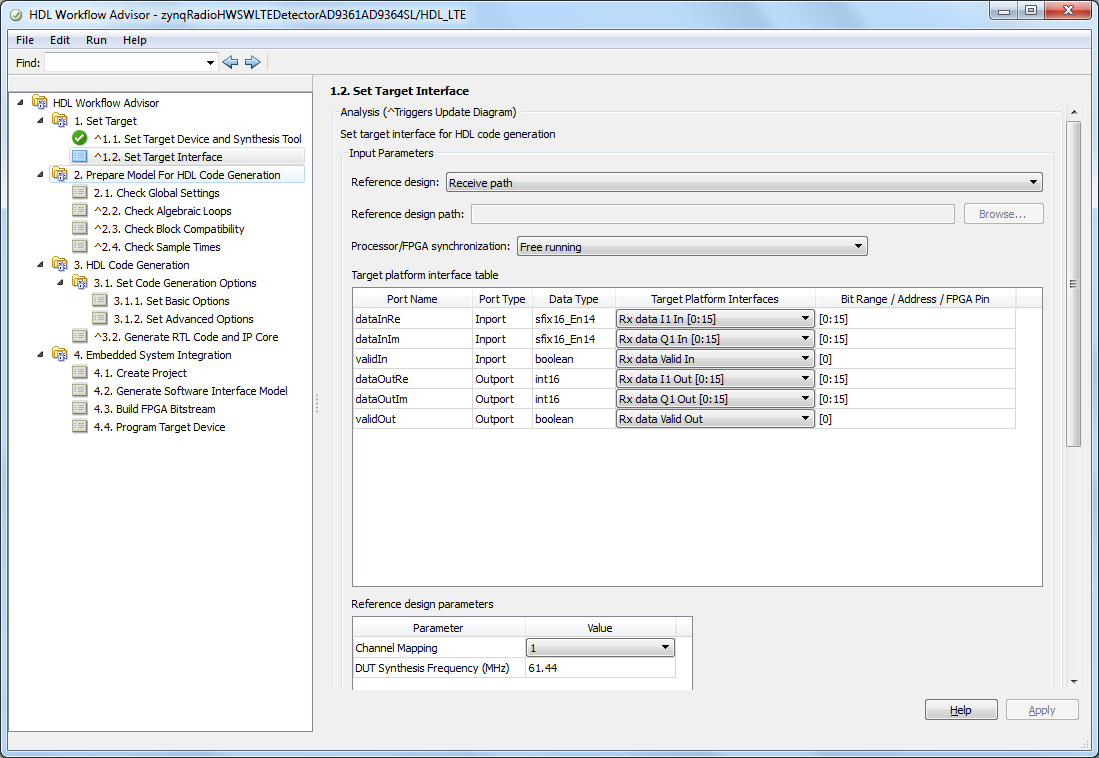 HDL Workflow Advisor - zynqRadioHWSWLTEDetectorAD9361AD9364SL/HDL_LTE
File Edit Run Help
Find:
HDL Workflow Advisor
1. Set Target
^1.1. Set Target Device and Synthesis Tool
^1.2. Set Target Interface
2. Prepare Model For HDL Code Generation
2.1. Check Global Settings
^2.2. Check Algebraic Loops
^2.3. Check Block Compatibility
^2.4. Check Sample Times
3. HDL Code Generation
3.1. Set Code Generation Options
3.1.1. Set Basic Options
3.1.2. Set Advanced Options
^3.2. Generate RTL Code and IP Core
4. Embedded System Integration
4.1. Create Project
4.2. Generate Software Interface Model
4.3. Build FPGA Bitstream
4.4. Program Target Device
1.2. Set Target Interface
Analysis (^Triggers Update Diagram)
Set target interface for HDL code generation
Input Parameters
Reference design: Receive path
Reference design path: Browse...
Processor/FPGA synchronization: Free running
Target platform interface table
Port Name Port Type Data Type Target Platform Interfaces Bit Range / Address / FPGA Pin
dataInRe Inport sfix16_En14 Rx data I1 In [0:15] [0:15]
dataInIm Inport sfix16_En14 Rx data Q1 In [0:15] [0:15]
validIn Inport boolean Rx data Valid In [0]
dataOutRe Outport int16 Rx data I1 Out [0:15] [0:15]
dataOutIm Outport int16 Rx data Q1 Out [0:15] [0:15]
validOut Outport boolean Rx data Valid Out [0]
Reference design parameters
Parameter Value
Channel Mapping 1
DUT Synthesis Frequency (MHz) 61.44
Help Apply